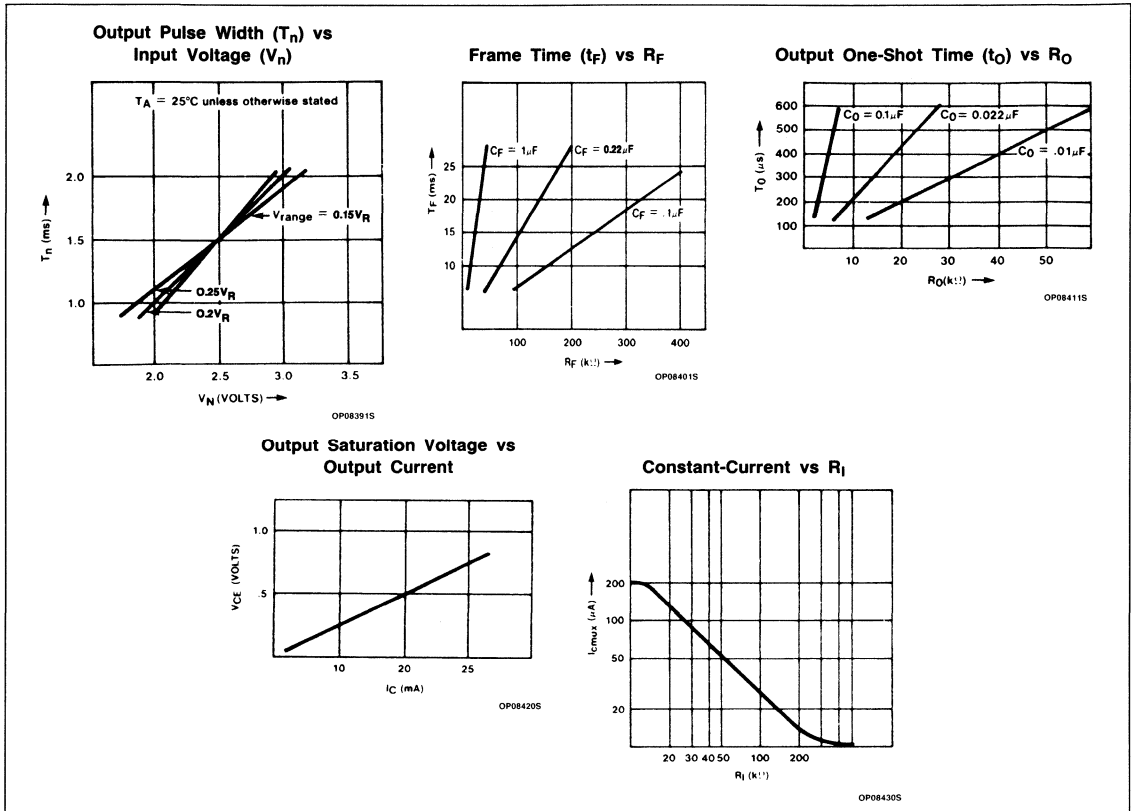 Output Pulse Width (Tn) vs
Input Voltage (Vn)
TA = 25°C unless otherwise stated
2.0
1.5
1.0
Tn (ms)
Vrange = 0.15VR
0.25VR
0.2VR
2.0 2.5 3.0 3.5
VN (VOLTS)
OP08391S
Frame Time (tF) vs RF
25
20
15
10
TF (ms)
CF = 1µF
CF = 0.22µF
CF = .1µF
100 200 300 400
RF (kΩ)
OP08401S
Output One-Shot Time (tO) vs RO
600
500
400
300
200
100
TO (µs)
CO = 0.1µF
CO = 0.022µF
CO = .01µF
10 20 30 40 50
RO(kΩ)
OP08411S
Output Saturation Voltage vs
Output Current
1.0
.5
VCE (VOLTS)
10 20 25
IC (mA)
OP08420S
Constant-Current vs RI
200
100
50
20
Icmux (µA)
20 30 40 50 100 200
RI (kΩ)
OP08430S